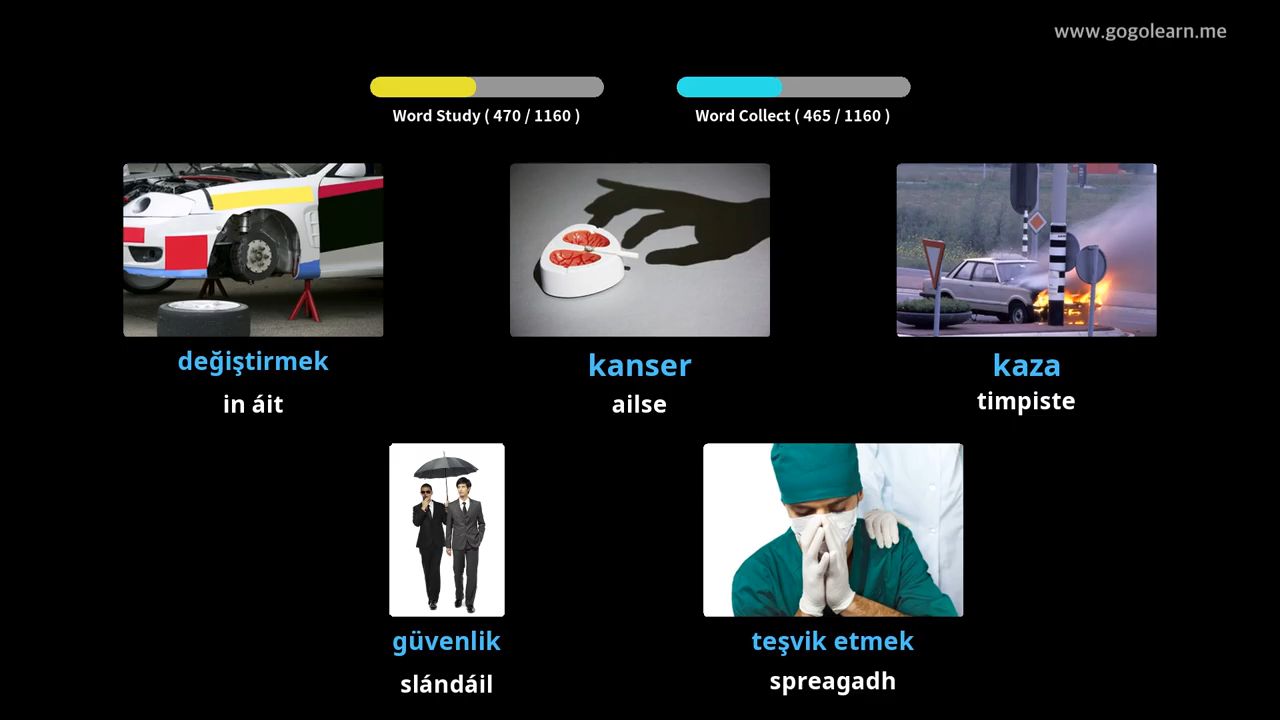 www.gogolearn.me
Word Study ( 470 / 1160 )
Word Collect ( 465 / 1160 )
değiştirmek
in áit
kanser
ailse
kaza
timpiste
güvenlik
slándáil
teşvik etmek
spreagadh